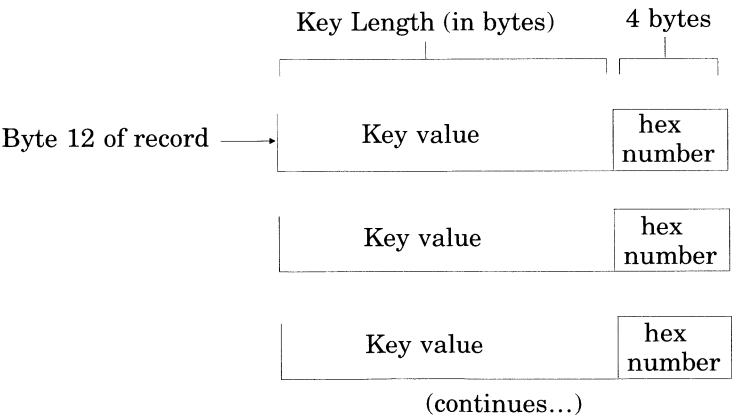 Key Length (in bytes) 4 bytes
Byte 12 of record Key value hex number
Key value hex number
Key value hex number
(continues...)